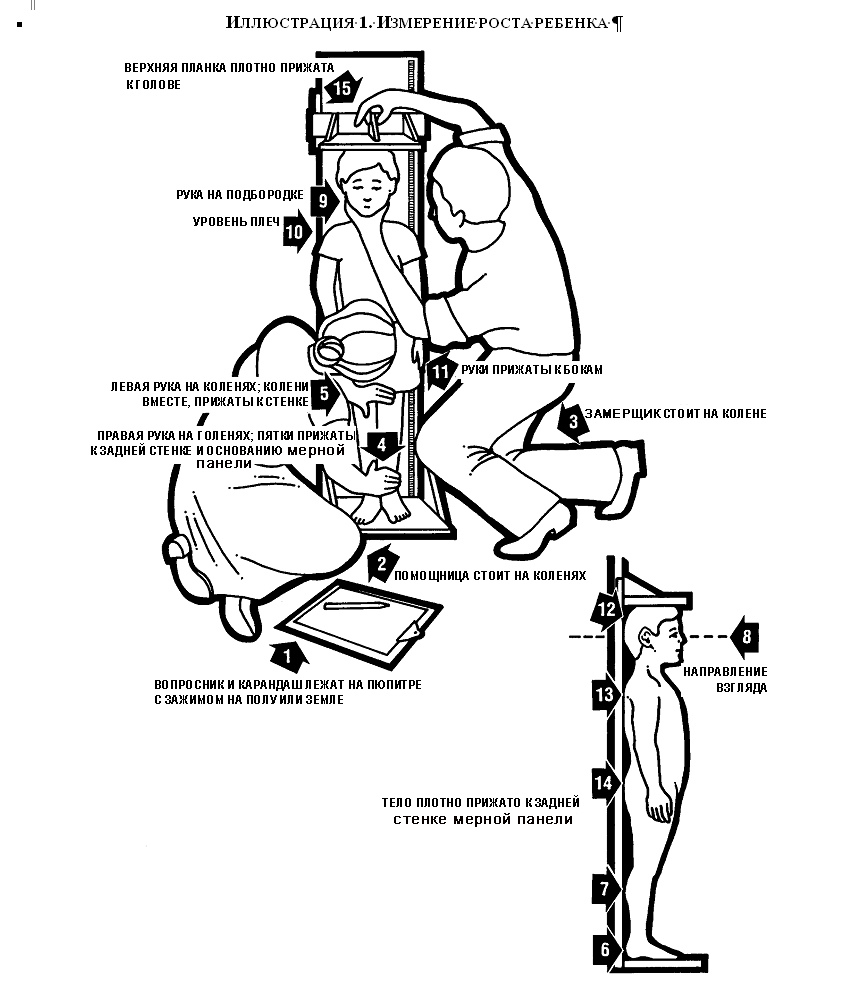 ИЛЛЮСТРАЦИЯ 1. ИЗМЕРЕНИЕ РОСТА РЕБЕНКА ¶
ВЕРХНЯЯ ПЛАНКА ПЛОТНО ПРИЖАТА
К ГОЛОВЕ
15
РУКА НА ПОДБОРОДКЕ
9
УРОВЕНЬ ПЛЕЧ
10
11
РУКИ ПРИЖАТЫ К БОКАМ
ЛЕВАЯ РУКА НА КОЛЕНЯХ; КОЛЕНИ
ВМЕСТЕ, ПРИЖАТЫ К СТЕНКЕ
5
3
ЗАМЕРЩИК СТОИТ НА КОЛЕНЕ
ПРАВАЯ РУКА НА ГОЛЕНЯХ; ПЯТКИ ПРИЖАТЫ
К ЗАДНЕЙ СТЕНКЕ И ОСНОВАНИЮ мерной
панели
4
2
ПОМОЩНИЦА СТОИТ НА КОЛЕНЯХ
1
ВОПРОСНИК И КАРАНДАШ ЛЕЖАТ НА ПЮПИТРЕ
С ЗАЖИМОМ НА ПОЛУ ИЛИ ЗЕМЛЕ
12
8
НАПРАВЛЕНИЕ
ВЗГЛЯДА
13
14
ТЕЛО ПЛОТНО ПРИЖАТО К ЗАДНЕЙ
стенке мерной панели
7
6